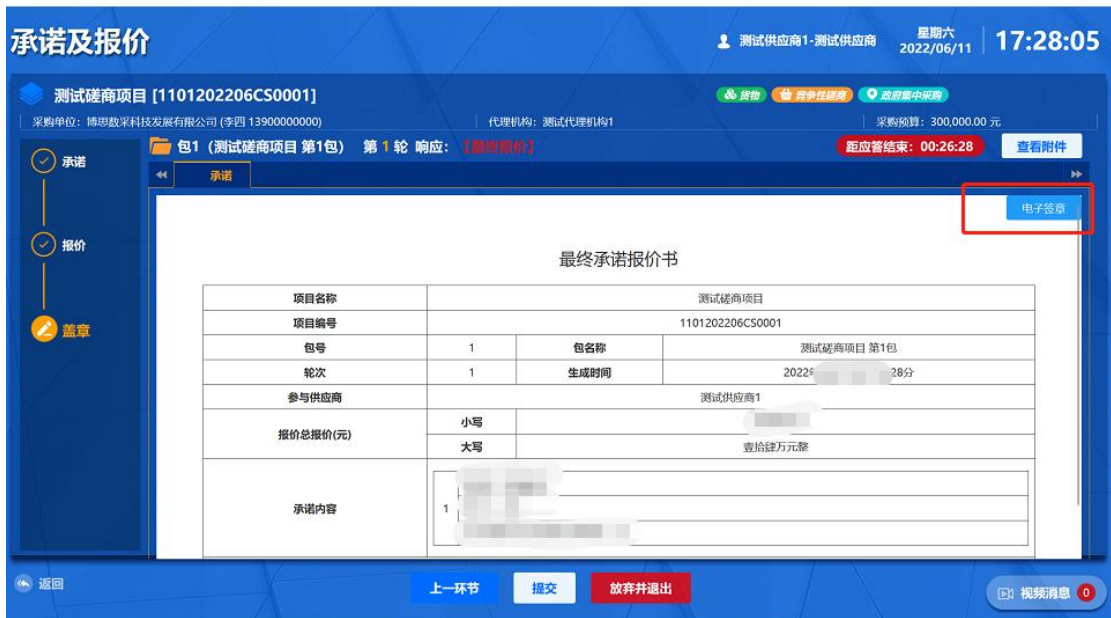 承诺及报价
测试供应商1-测试供应商
星期六
2022/06/11
17:28:05
测试磋商项目 [1101202206CS0001]
货物
竞争性磋商
政府集中采购
采购单位: 博思数采科技发展有限公司 (李四 13900000000)
代理机构: 测试代理机构1
采购预算: 300,000.00 元
承诺
报价
盖章
包1 (测试磋商项目 第1包) 第 1 轮 响应: 【最终报价】
距应答结束: 00:26:28
查看附件
承诺
电子签章
最终承诺报价书
项目名称 测试磋商项目
项目编号 1101202206CS0001
包号 1 包名称 测试磋商项目 第1包
轮次 1 生成时间 2022 28分
参与供应商 测试供应商1
报价总报价(元) 小写
大写 壹拾肆万元整
承诺内容 1
返回
上一环节
提交
放弃并退出
视频消息 0